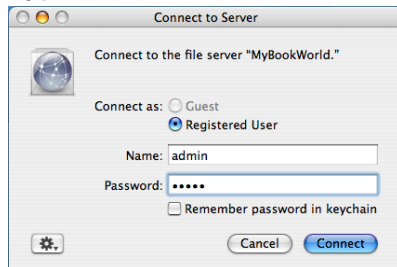 Connect to Server
Connect to the file server “MyBookWorld.”
Connect as: Guest
Registered User
Name: admin
Password: •••••
Remember password in keychain
Cancel Connect